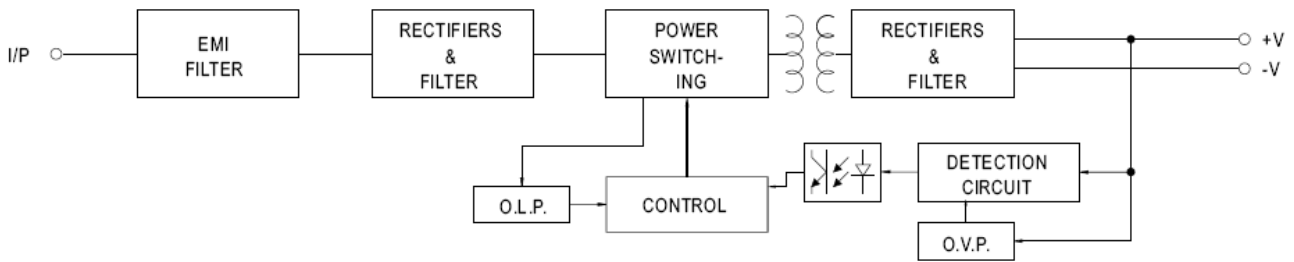 I/P
EMI
FILTER
RECTIFIERS
&
FILTER
POWER
SWITCH-
ING
RECTIFIERS
&
FILTER
+V
-V
O.L.P.
CONTROL
DETECTION
CIRCUIT
O.V.P.